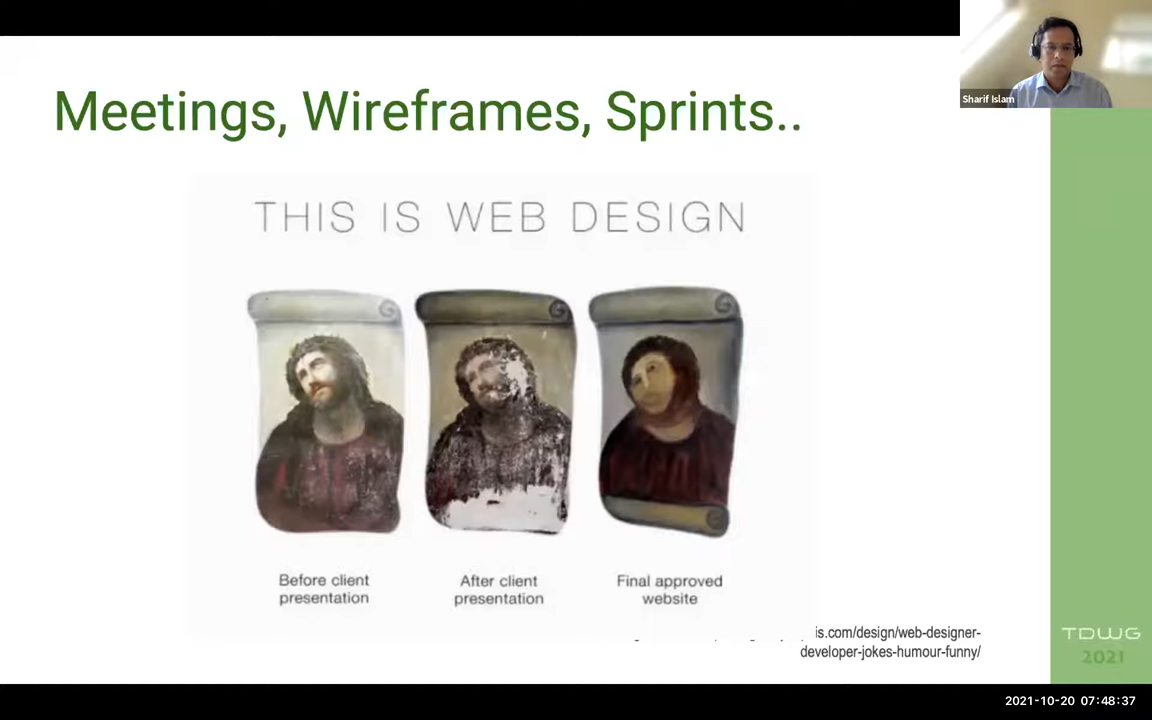 Meetings, Wireframes, Sprints..
Sharif Islam
THIS IS WEB DESIGN
Before client
presentation
After client
presentation
Final approved
website
is.com/design/web-designer-
developer-jokes-humour-funny/
TDWG
2021
2021-10-20 07:48:37